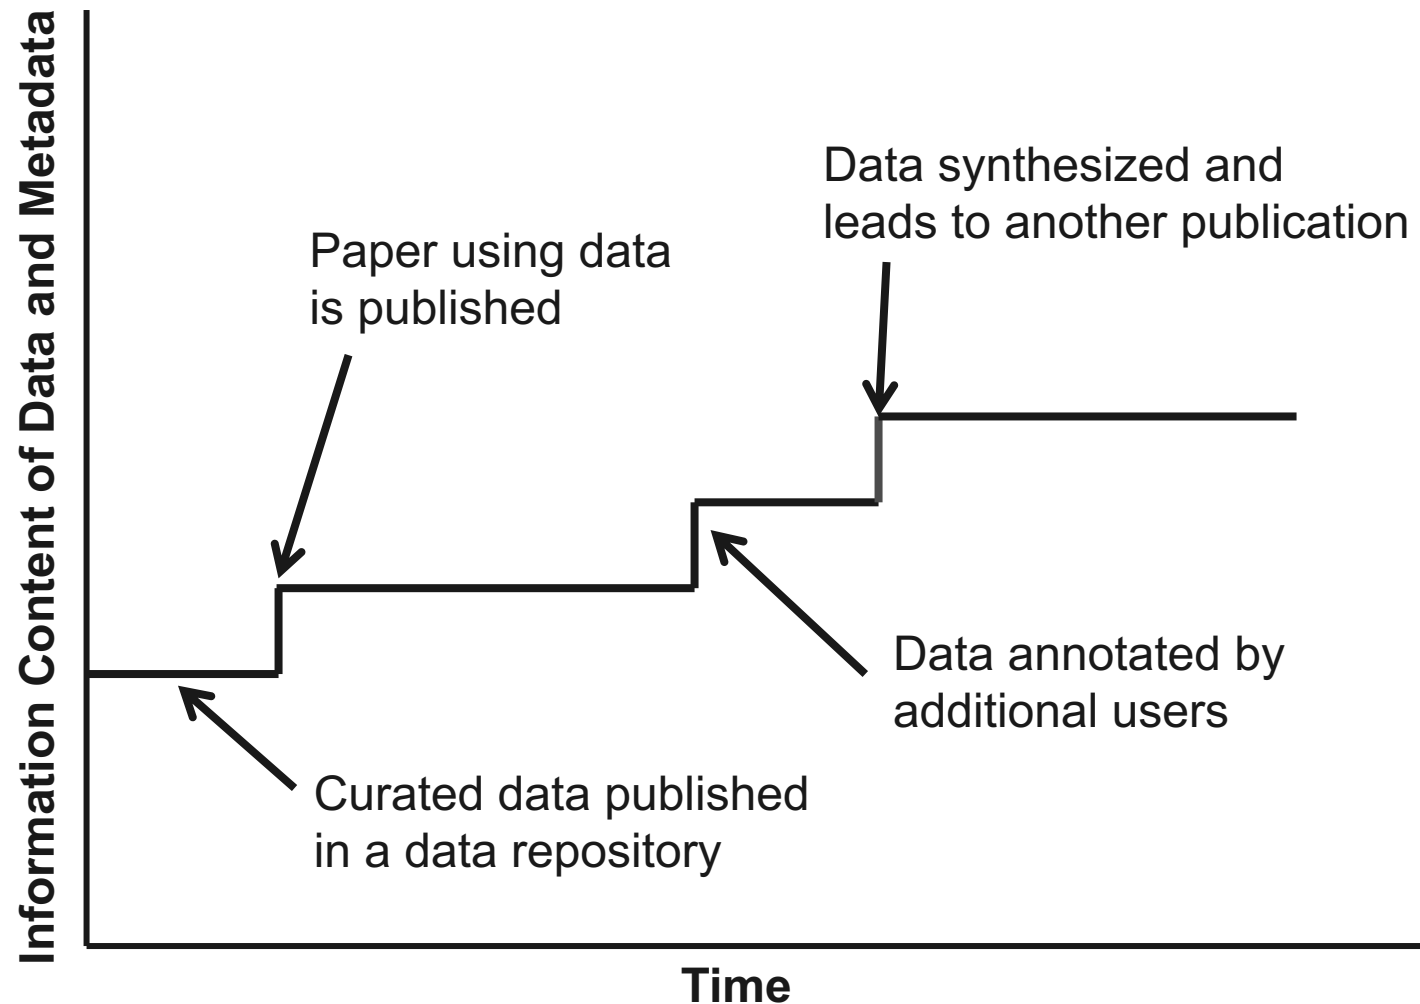 Information Content of Data and Metadata
Data synthesized and
leads to another publication
Paper using data
is published
Data annotated by
additional users
Curated data published
in a data repository
Time